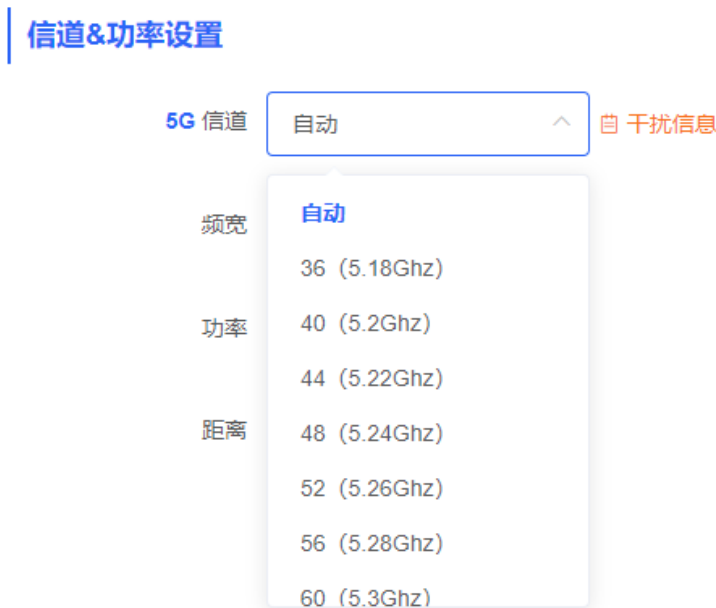 信道&功率设置
5G 信道
自动
干扰信息
频宽
功率
距离
自动
36（5.18Ghz）
40（5.2Ghz）
44（5.22Ghz）
48（5.24Ghz）
52（5.26Ghz）
56（5.28Ghz）
60（5.3Ghz）